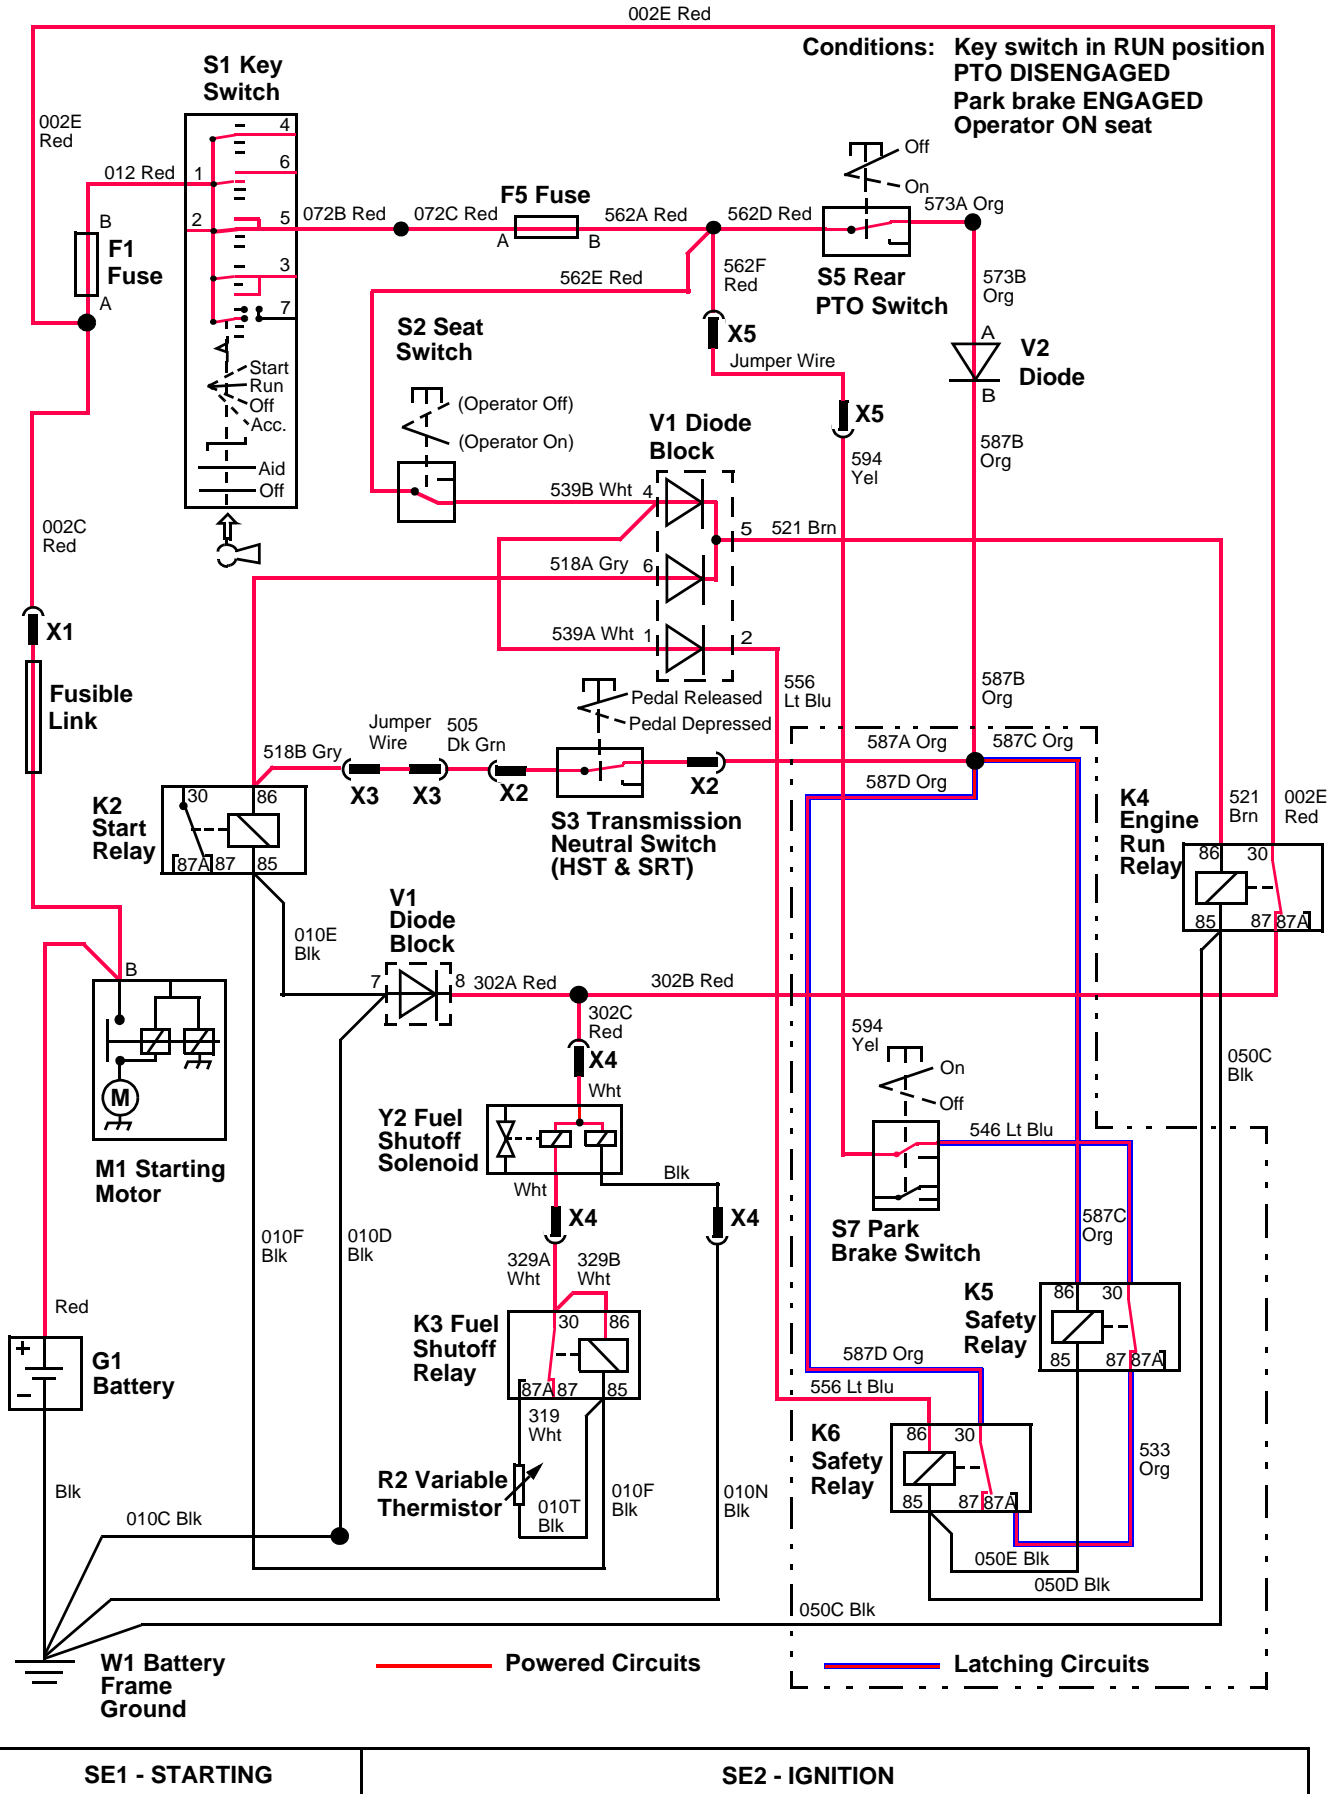 002E Red
Conditions: Key switch in RUN position
PTO DISENGAGED
Park brake ENGAGED
Operator ON seat
S1 Key
Switch
002E
Red
4
6
012 Red
1
2
5
3
7
B
F1
Fuse
A
072B Red
072C Red
F5 Fuse
A
B
562A Red
562D Red
Off
On
573A Org
562E Red
562F
Red
S5 Rear
PTO Switch
573B
Org
S2 Seat
Switch
X5
Jumper Wire
A
V2
Diode
B
Start
Run
Off
Acc.
Aid
Off
(Operator Off)
(Operator On)
V1 Diode
Block
X5
594
Yel
587B
Org
002C
Red
539B Wht
4
5
521 Brn
518A Gry
6
539A Wht
1
2
X1
Fusible
Link
556
Lt Blu
587B
Org
Pedal Released
Pedal Depressed
Jumper
Wire
505
Dk Grn
518B Gry
X3
X3
X2
X2
587A Org
587C Org
587D Org
S3 Transmission
Neutral Switch
(HST & SRT)
K2
Start
Relay
30
86
87A
87
85
K4
Engine
Run
Relay
521
Brn
002E
Red
86
30
85
87
87A
V1
Diode
Block
010E
Blk
7
8
302A Red
302B Red
302C
Red
B
M
M1 Starting
Motor
X4
Wht
594
Yel
On
Off
050C
Blk
Y2 Fuel
Shutoff
Solenoid
546 Lt Blu
Wht
Blk
X4
X4
S7 Park
Brake Switch
587C
Org
010F
Blk
010D
Blk
329A
Wht
329B
Wht
Red
K3 Fuel
Shutoff
Relay
30
86
87A
87
85
K5
Safety
Relay
86
30
85
87
87A
G1
Battery
+
−
587D Org
556 Lt Blu
319
Wht
K6
Safety
Relay
86
30
85
87
87A
533
Org
R2 Variable
Thermistor
010T
Blk
010F
Blk
010N
Blk
Blk
010C Blk
050E Blk
050D Blk
050C Blk
W1 Battery
Frame
Ground
Powered Circuits
Latching Circuits
SE1 - STARTING
SE2 - IGNITION